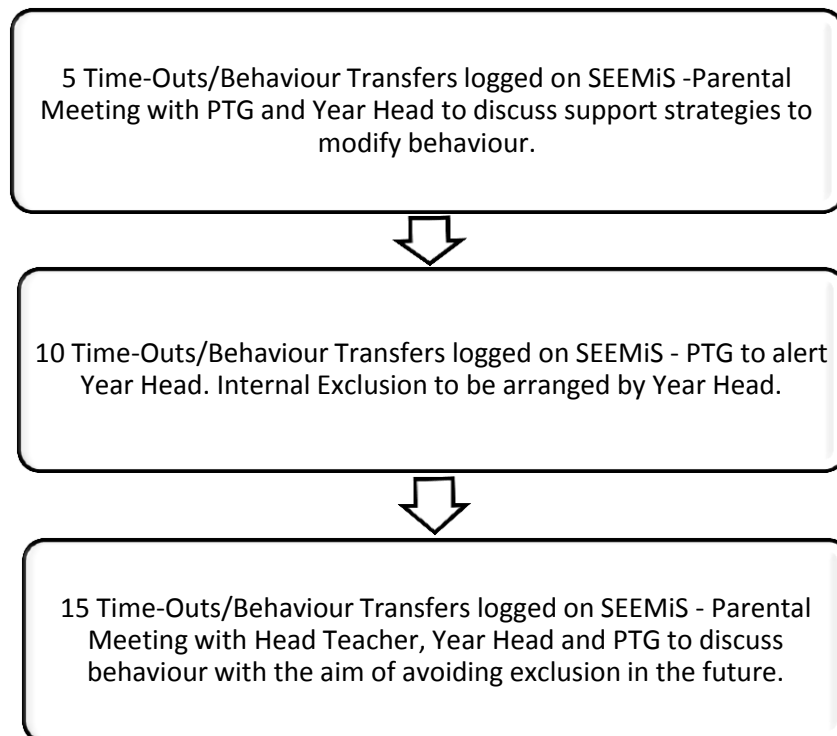 5 Time-Outs/Behaviour Transfers logged on SEEMiS -Parental
Meeting with PTG and Year Head to discuss support strategies to
modify behaviour.
10 Time-Outs/Behaviour Transfers logged on SEEMiS - PTG to alert
Year Head. Internal Exclusion to be arranged by Year Head.
15 Time-Outs/Behaviour Transfers logged on SEEMiS - Parental
Meeting with Head Teacher, Year Head and PTG to discuss
behaviour with the aim of avoiding exclusion in the future.